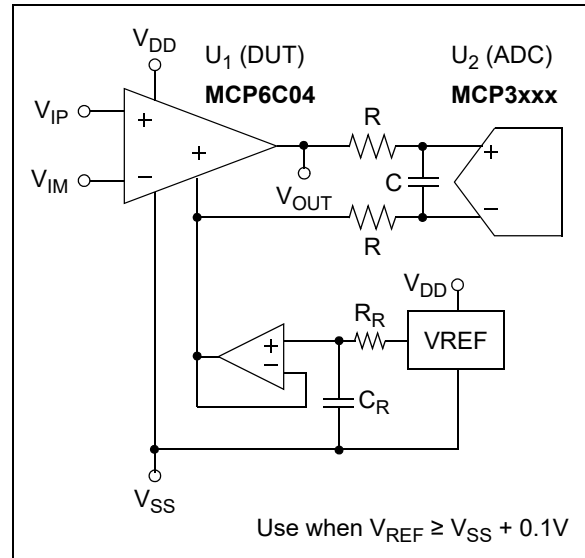 V_DD
U_1 (DUT)
MCP6C04
U_2 (ADC)
MCP3xxx
V_IP
+
V_IM
−
+
V_OUT
R
C
R
+
−
V_DD
R_R
VREF
+
−
C_R
V_SS
Use when V_REF ≥ V_SS + 0.1V